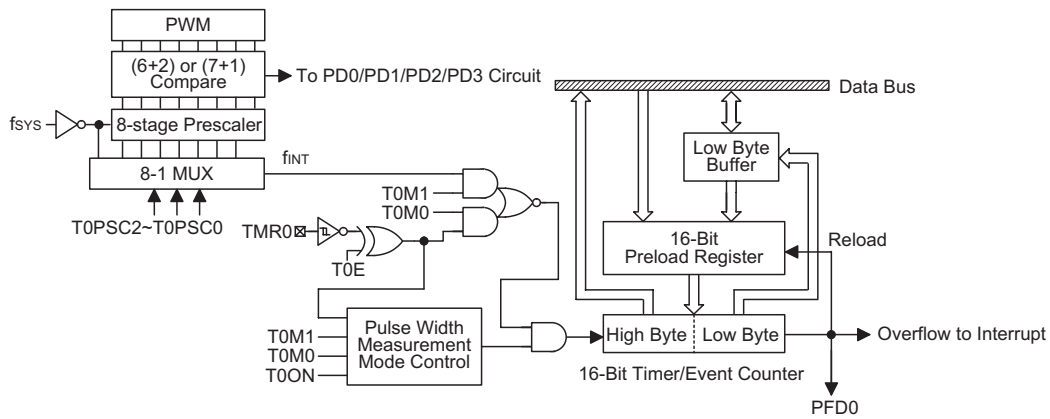 PWM
(6+2) or (7+1)
Compare
To PD0/PD1/PD2/PD3 Circuit
fSYS
8-stage Prescaler
8-1 MUX
fINT
T0PSC2~T0PSC0
T0M1
T0M0
TMR0
T0E
T0M1
T0M0
T0ON
Pulse Width
Measurement
Mode Control
Data Bus
Low Byte
Buffer
16-Bit
Preload Register
Reload
High Byte
Low Byte
Overflow to Interrupt
16-Bit Timer/Event Counter
PFD0